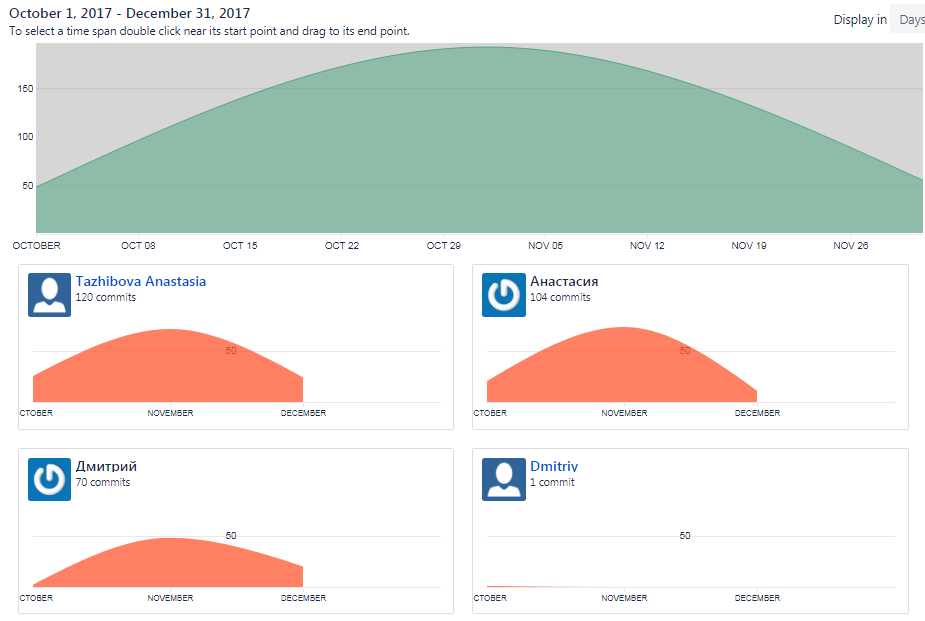 October 1, 2017 - December 31, 2017
Display in Days
To select a time span double click near its start point and drag to its end point.
150
100
50
OCTOBER OCT 08 OCT 15 OCT 22 OCT 29 NOV 05 NOV 12 NOV 19 NOV 26
Tazhibova Anastasia
120 commits
50
CTOBER NOVEMBER DECEMBER
Анастасия
104 commits
50
CTOBER NOVEMBER DECEMBER
Дмитрий
70 commits
50
CTOBER NOVEMBER DECEMBER
Dmitriy
1 commit
50
CTOBER NOVEMBER DECEMBER